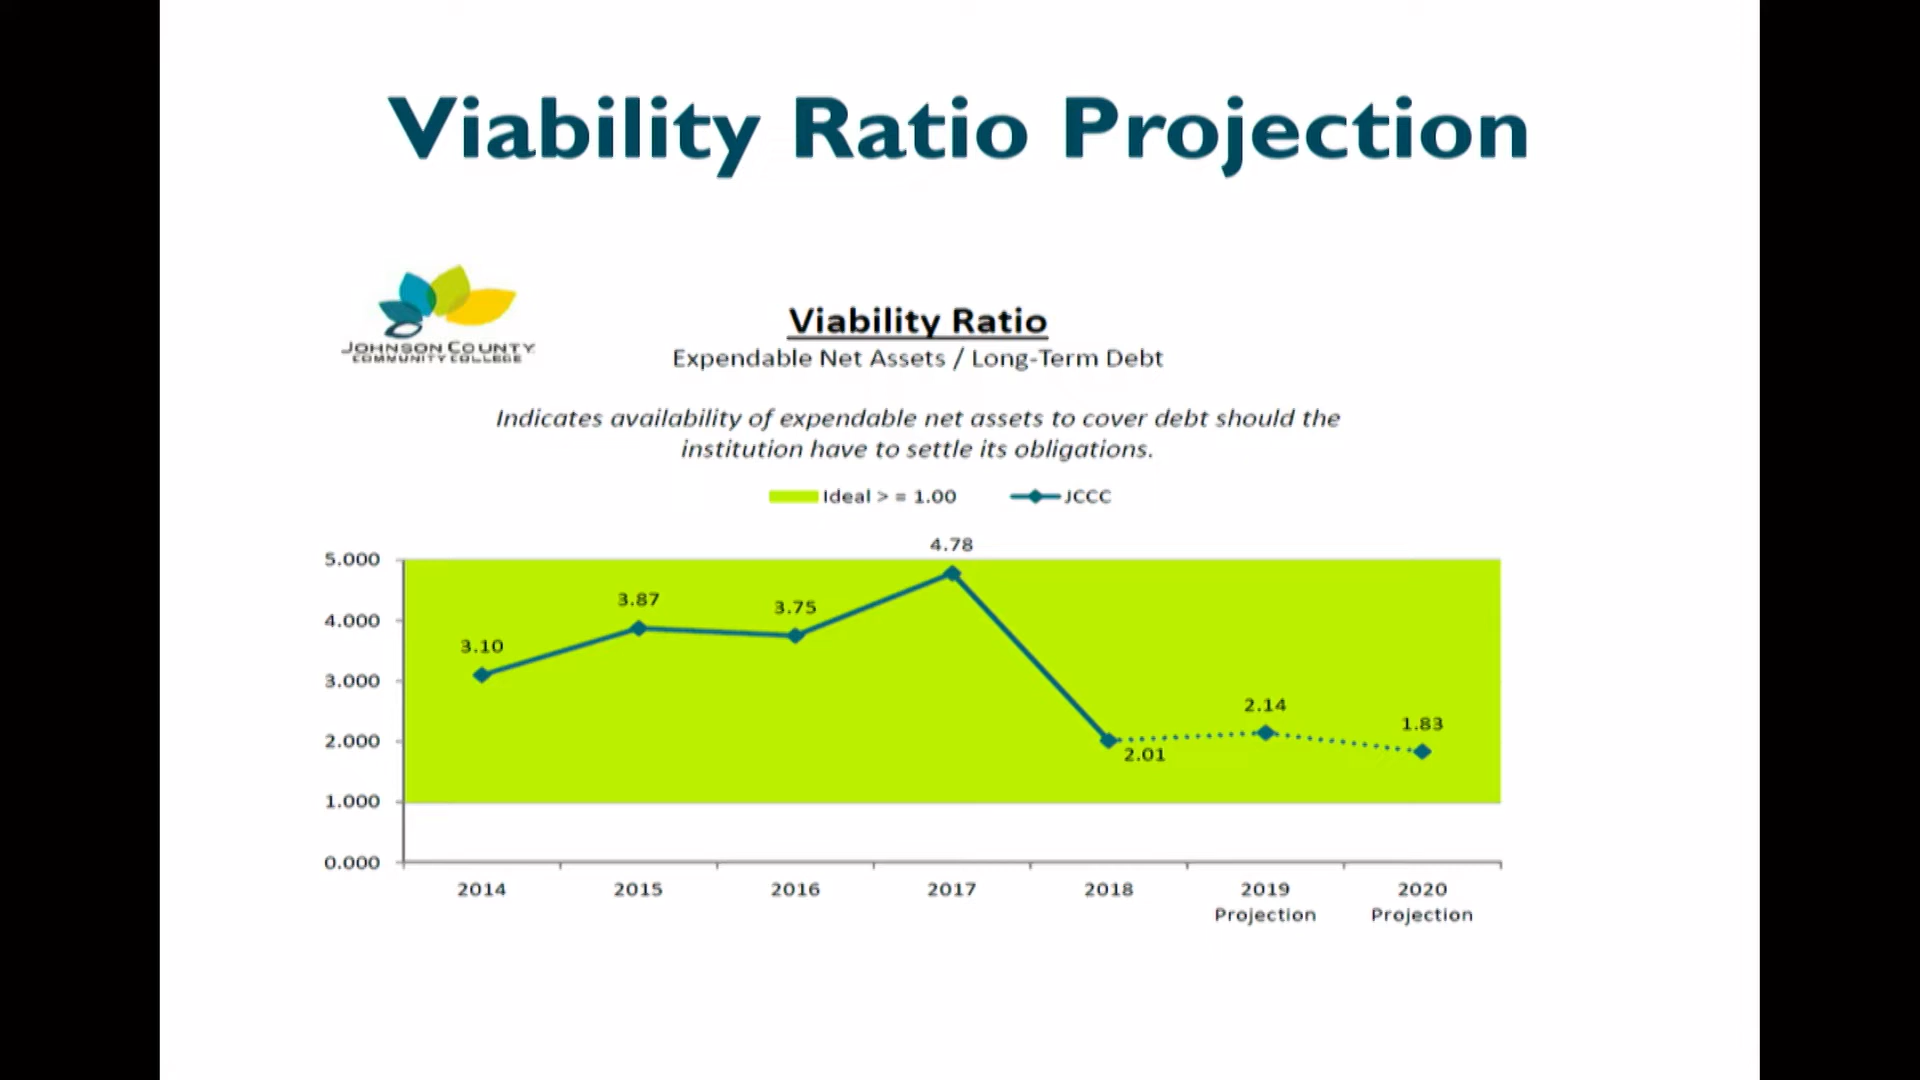 Viability Ratio Projection
JOHNSON COUNTY
COMMUNITY COLLEGE
Viability Ratio
Expendable Net Assets / Long-Term Debt
Indicates availability of expendable net assets to cover debt should the
institution have to settle its obligations.
Ideal > = 1.00 JCCC
4.78
5.000
3.87
3.75
4.000
3.10
3.000
2.14
1.83
2.000
2.01
1.000
0.000
2014 2015 2016 2017 2018 2019 2020
Projection Projection